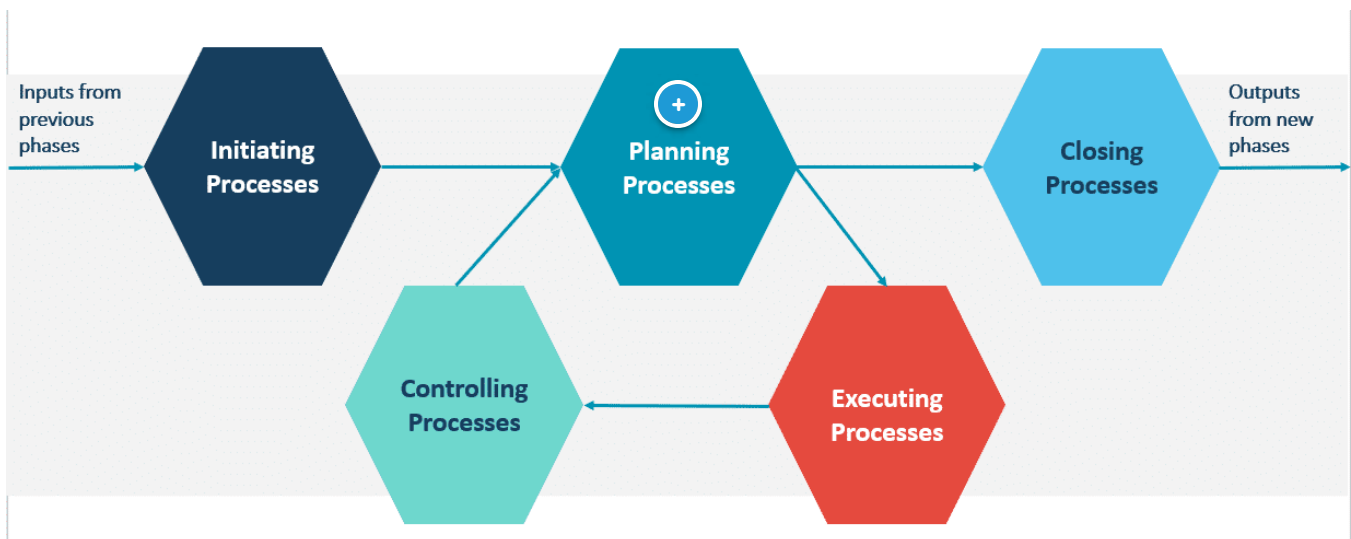 Inputs from
previous
phases
Initiating
Processes
+
Planning
Processes
Closing
Processes
Outputs
from new
phases
Controlling
Processes
Executing
Processes